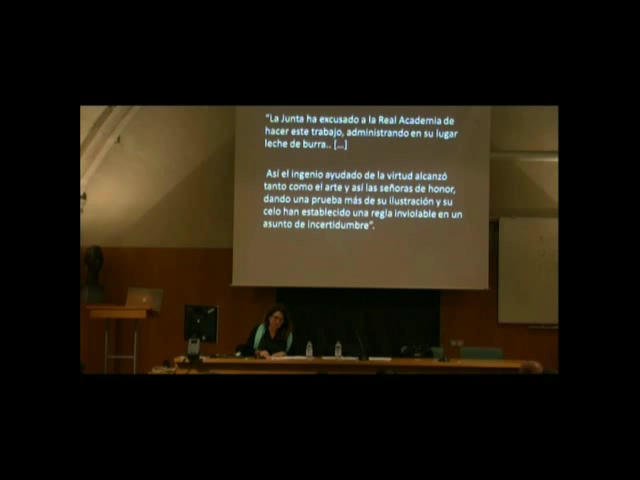 “La Junta ha excusado a la Real Academia de
hacer este trabajo, administrando en su lugar
leche de burra.. [...]
Así el ingenio ayudado de la virtud alcanzó
tanto como el arte y así las señoras de honor,
dando una prueba más de su ilustración y su
celo han establecido una regla inviolable en un
asunto de incertidumbre”.